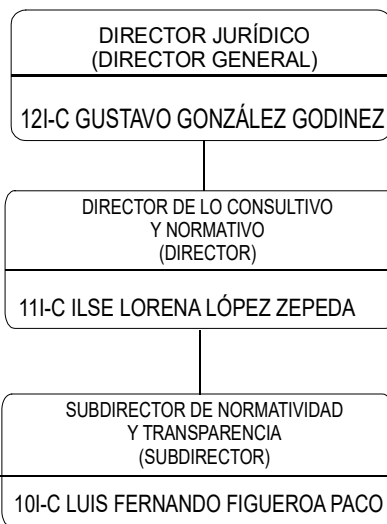 DIRECTOR JURÍDICO
(DIRECTOR GENERAL)
12I-C GUSTAVO GONZÁLEZ GODINEZ
DIRECTOR DE LO CONSULTIVO
Y NORMATIVO
(DIRECTOR)
11I-C ILSE LORENA LÓPEZ ZEPEDA
SUBDIRECTOR DE NORMATIVIDAD
Y TRANSPARENCIA
(SUBDIRECTOR)
10I-C LUIS FERNANDO FIGUEROA PACO